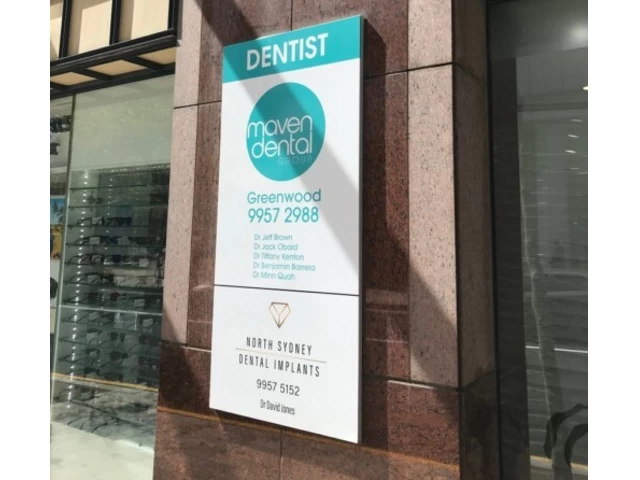 DENTIST
maven
dental
GROUP
Greenwood
9957 2988
Dr Jeff Brown
Dr Jack Obaid
Dr Tiffany Kenton
Dr Benjamin Barrera
Dr Minn Quah
NORTH SYDNEY
DENTAL IMPLANTS
9957 5152
Dr David Jones